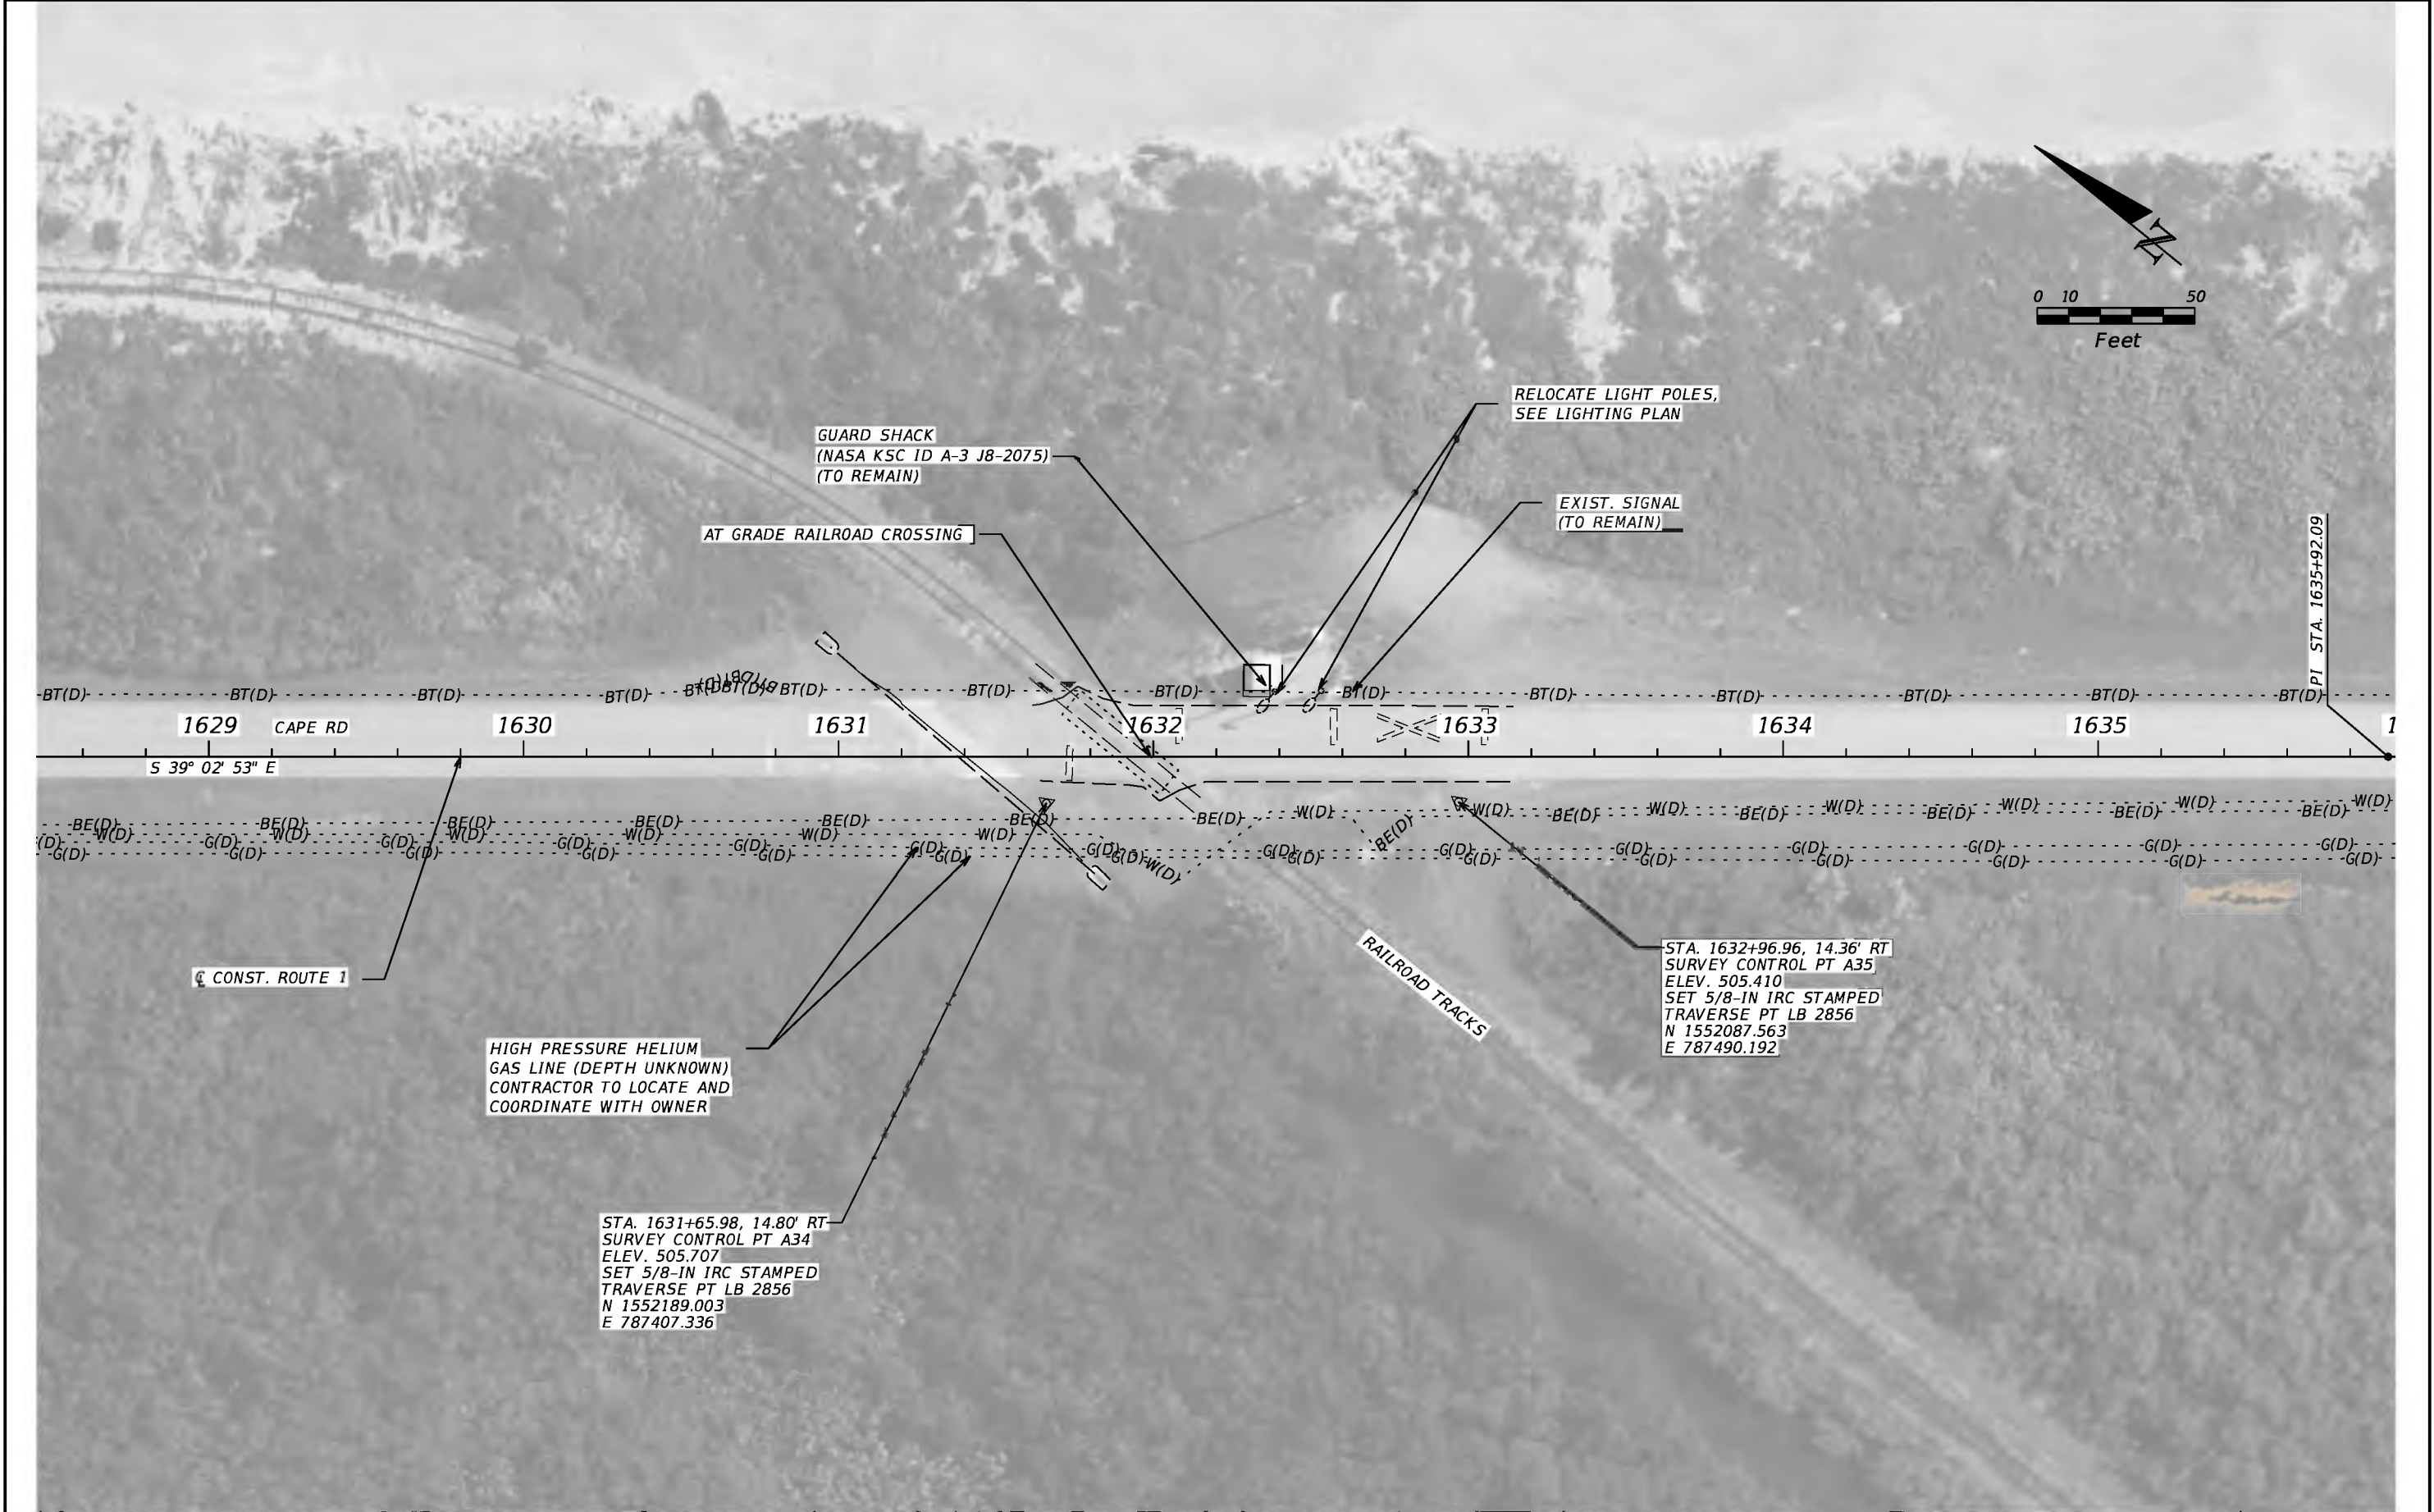 N
0 10 50
Feet
RELOCATE LIGHT POLES,
SEE LIGHTING PLAN
GUARD SHACK
(NASA KSC ID A-3 J8-2075)
(TO REMAIN)
EXIST. SIGNAL
(TO REMAIN)
AT GRADE RAILROAD CROSSING
PI STA. 1635+92.09
BT(D) BT(D) BT(D) BT(D) BT(D) BT(D) BT(D) BT(D) BT(D) BT(D) BT(D) BT(D) BT(D) BT(D) BT(D)
1629 CAPE RD 1630 1631 1632 1633 1634 1635 1
S 39° 02' 53" E
W(D) W(D) W(D) W(D) W(D) W(D) W(D)
BE(D) BE(D) BE(D) BE(D) BE(D) BE(D) BE(D) BE(D) BE(D) BE(D) BE(D) BE(D) BE(D)
W(D) W(D) W(D) W(D) W(D) W(D) W(D)
(D) G(D) G(D) G(D) G(D) G(D) G(D) G(D) G(D) G(D) G(D) G(D) G(D) G(D)
G(D) G(D) G(D) G(D) G(D) G(D) G(D) G(D) G(D) G(D) G(D) G(D) G(D) G(D)
RAILROAD TRACKS
STA. 1632+96.96, 14.36' RT
SURVEY CONTROL PT A35
ELEV. 505.410
SET 5/8-IN IRC STAMPED
TRAVERSE PT LB 2856
N 1552087.563
E 787490.192
℄ CONST. ROUTE 1
HIGH PRESSURE HELIUM
GAS LINE (DEPTH UNKNOWN)
CONTRACTOR TO LOCATE AND
COORDINATE WITH OWNER
STA. 1631+65.98, 14.80' RT
SURVEY CONTROL PT A34
ELEV. 505.707
SET 5/8-IN IRC STAMPED
TRAVERSE PT LB 2856
N 1552189.003
E 787407.336